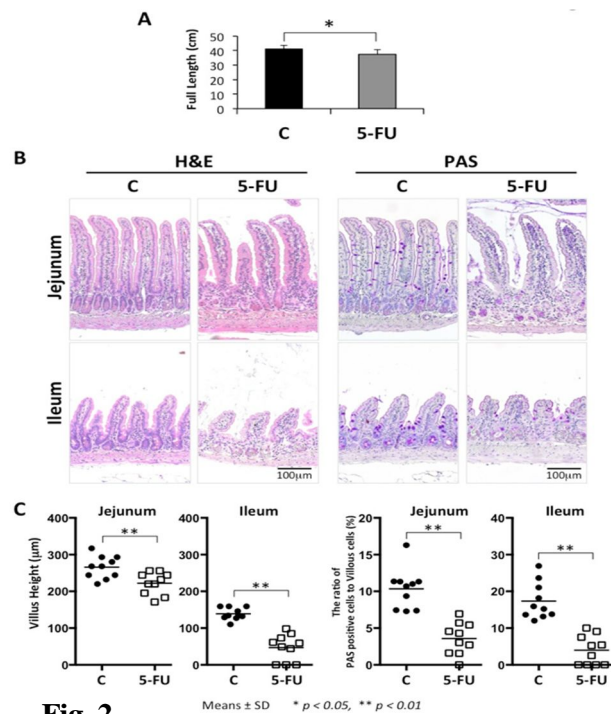 A
Full Length (cm)
50
40
30
20
10
0
*
C 5-FU
B
H&E PAS
C 5-FU C 5-FU
Jejunum
Ileum
100μm 100μm
C
Jejunum Ileum Jejunum Ileum
Villus Height (μm)
400
300
200
100
0
**
C 5-FU
400
300
200
100
0
**
C 5-FU
The ratio of
PAS positive cells to Villous cells (%)
20
15
10
5
0
**
C 5-FU
40
30
20
10
0
**
C 5-FU
Means ± SD * p < 0.05, ** p < 0.01
Fig. 2